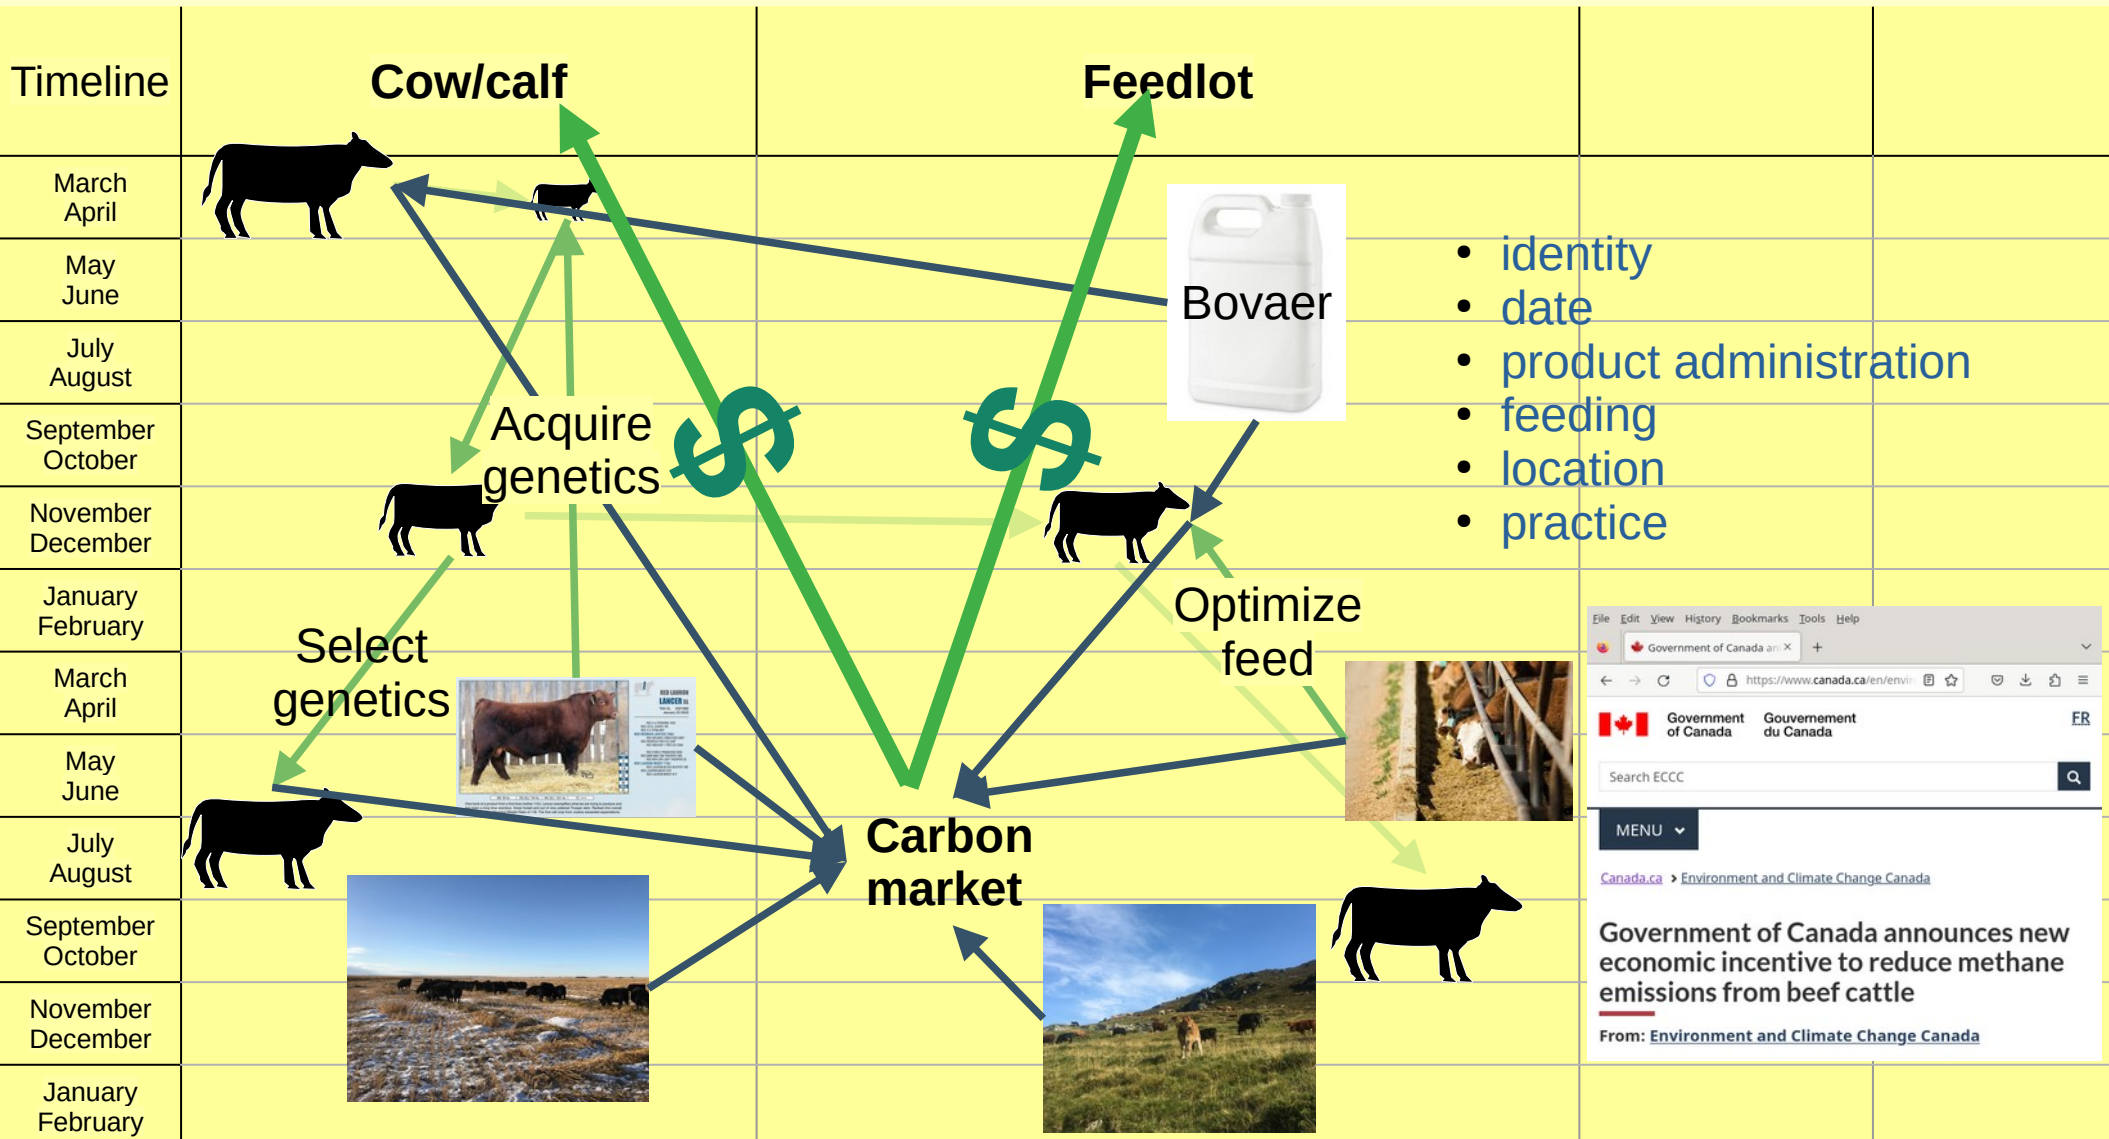 Timeline
Cow/calf
Feedlot
March
April
May
June
July
August
September
October
November
December
January
February
March
April
May
June
July
August
September
October
November
December
January
February
Bovaer
• identity
• date
• product administration
• feeding
• location
• practice
Acquire
genetics
Select
genetics
Optimize
feed
RED LAURON
LANCER
Carbon
market
File Edit View History Bookmarks Tools Help
Government of Canada an
https://www.canada.ca/en/envir
Government
of Canada
Gouvernement
du Canada
FR
Search ECCC
MENU
Canada.ca > Environment and Climate Change Canada
Government of Canada announces new
economic incentive to reduce methane
emissions from beef cattle
From: Environment and Climate Change Canada